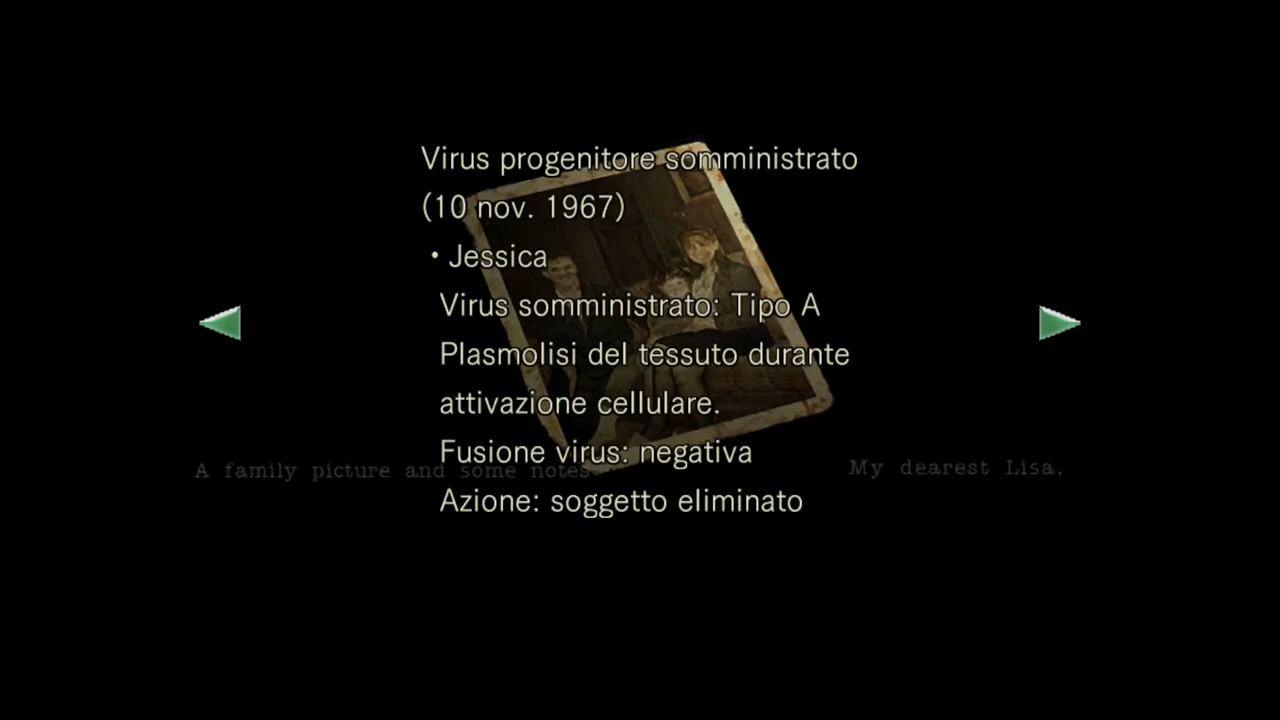 Virus progenitore somministrato
(10 nov. 1967)
• Jessica
Virus somministrato: Tipo A
Plasmolisi del tessuto durante
attivazione cellulare.
Fusione virus: negativa
Azione: soggetto eliminato
A family picture and some notes
My dearest Lisa,